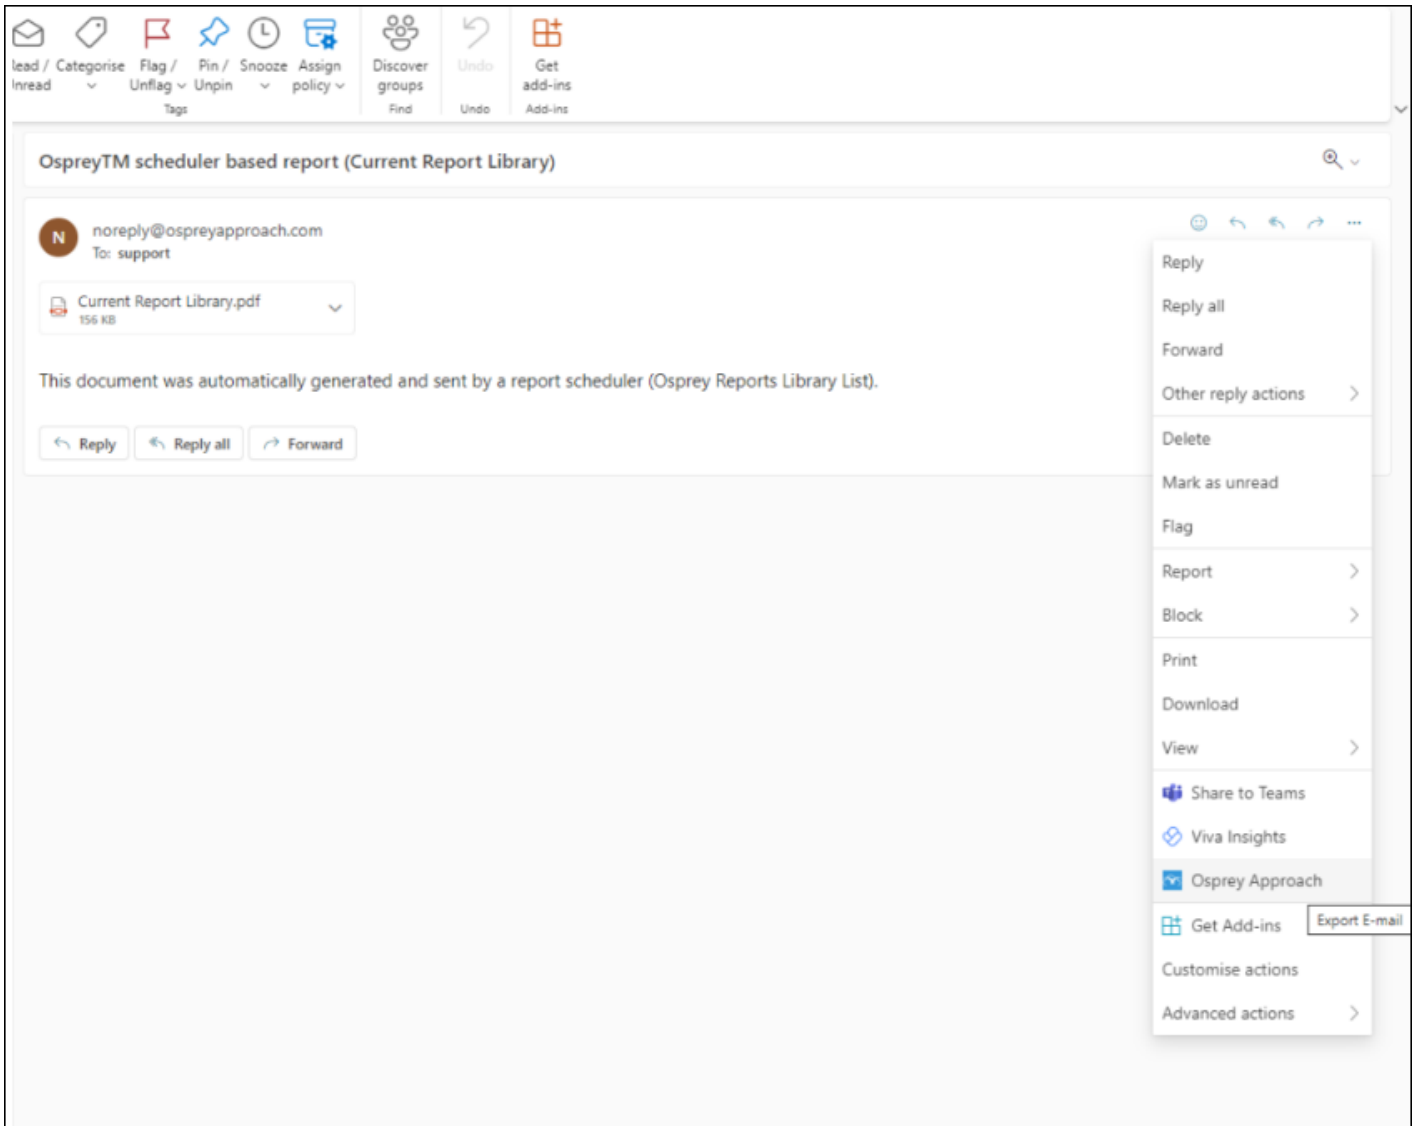 Read / Categorise Flag / Pin / Snooze Assign Discover Undo Get
Unread Unflag Unpin policy groups add-ins
Tags Find Undo Add-ins
OspreyTM scheduler based report (Current Report Library)
N
noreply@ospreyapproach.com
To: support
Current Report Library.pdf
156 KB
This document was automatically generated and sent by a report scheduler (Osprey Reports Library List).
Reply Reply all Forward
Reply
Reply all
Forward
Other reply actions
Delete
Mark as unread
Flag
Report
Block
Print
Download
View
Share to Teams
Viva Insights
Osprey Approach
Export E-mail
Get Add-ins
Customise actions
Advanced actions